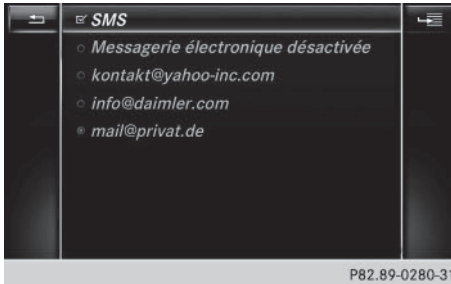 SMS
Messagerie électronique désactivée
kontakt@yahoo-inc.com
info@daimler.com
mail@privat.de
P82.89-0280-31